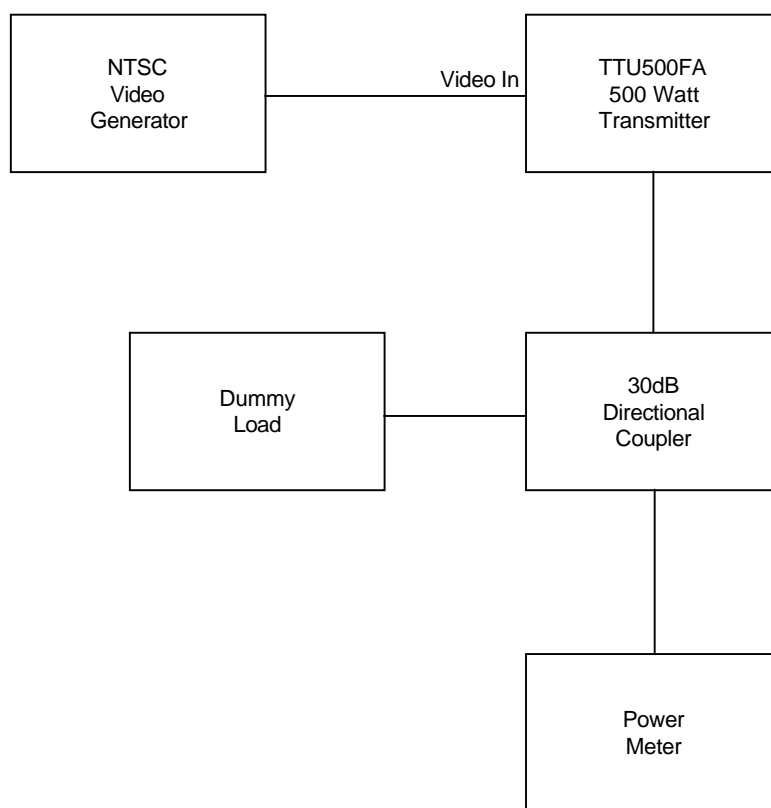 NTSC
Video
Generator
Video In
TTU500FA
500 Watt
Transmitter
Dummy
Load
30dB
Directional
Coupler
Power
Meter